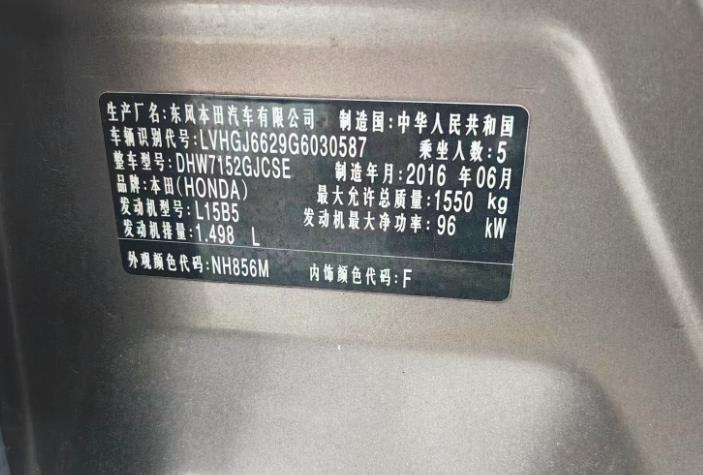 生产厂名:东风本田汽车有限公司 制造国:中华人民共和国
车辆识别代号:LVHGJ6629G6030587 乘坐人数:5
整车型号:DHW7152GJCSE 制造年月:2016 年06月
品牌:本田(HONDA) 最大允许总质量:1550 kg
发动机型号:L15B5 发动机最大净功率:96 kW
发动机排量:1.498 L
外观颜色代码:NH856M 内饰颜色代码:F